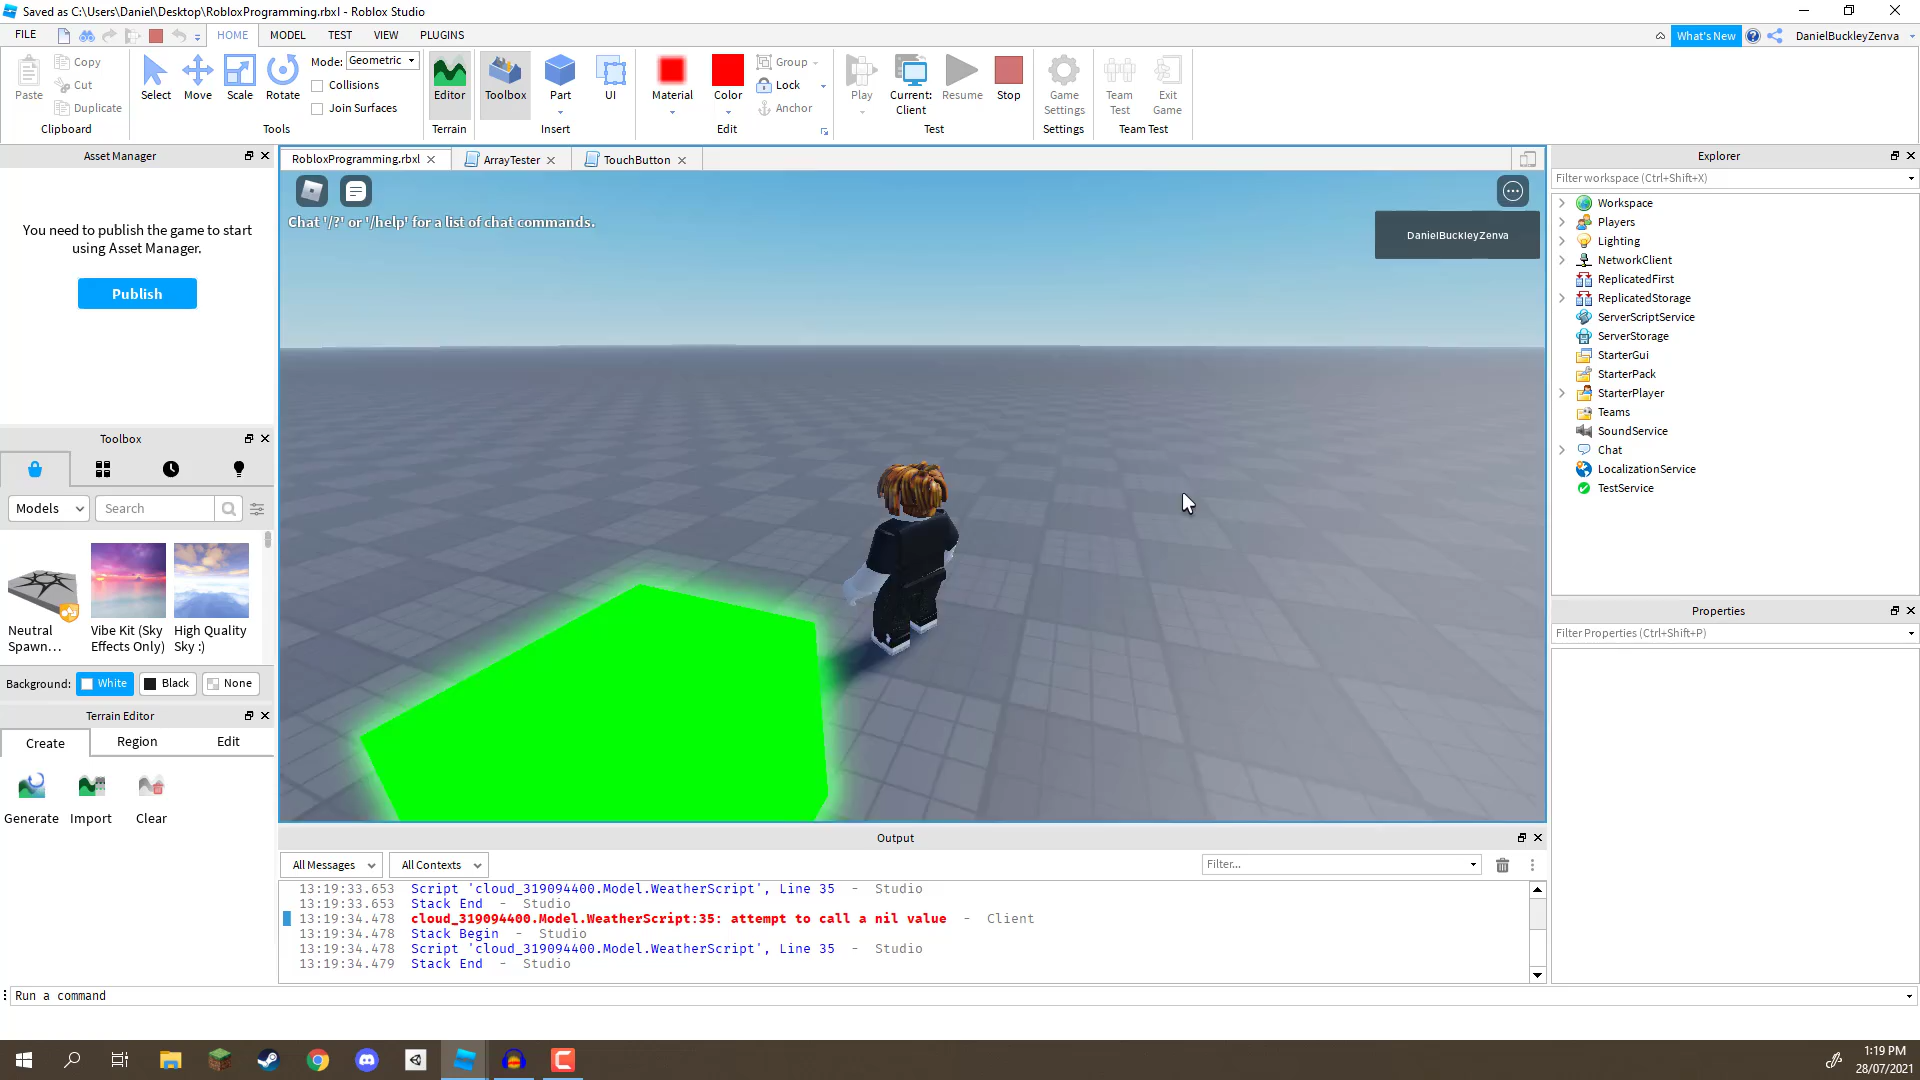 Saved as C:\Users\Daniel\Desktop\RobloxProgramming.rbxl - Roblox Studio
FILE HOME MODEL TEST VIEW PLUGINS What's New DanielBuckleyZenva
Paste Copy Cut Duplicate
Clipboard
Select Move Scale Rotate
Mode: Geometric
Collisions
Join Surfaces
Tools
Editor
Terrain
Toolbox Part UI
Insert
Material Color Group Lock Anchor
Edit
Play Current: Client Resume Stop
Test
Game Settings
Settings
Team Test Exit Game
Team Test
Asset Manager
You need to publish the game to start
using Asset Manager.
Publish
Toolbox
Models Search
Neutral Spawn...
Vibe Kit (Sky Effects Only)
High Quality Sky :)
Background: White Black None
Terrain Editor
Create Region Edit
Generate Import Clear
RobloxProgramming.rbxl ArrayTester TouchButton
Chat '/?' or '/help' for a list of chat commands.
DanielBuckleyZenva
Output
All Messages All Contexts Filter...
13:19:33.653 Script 'cloud_319094400.Model.WeatherScript', Line 35 - Studio
13:19:33.653 Stack End - Studio
13:19:34.478 cloud_319094400.Model.WeatherScript:35: attempt to call a nil value - Client
13:19:34.478 Stack Begin - Studio
13:19:34.478 Script 'cloud_319094400.Model.WeatherScript', Line 35 - Studio
13:19:34.479 Stack End - Studio
Run a command
Explorer
Filter workspace (Ctrl+Shift+X)
Workspace
Players
Lighting
NetworkClient
ReplicatedFirst
ReplicatedStorage
ServerScriptService
ServerStorage
StarterGui
StarterPack
StarterPlayer
Teams
SoundService
Chat
LocalizationService
TestService
Properties
Filter Properties (Ctrl+Shift+P)
1:19 PM
28/07/2021